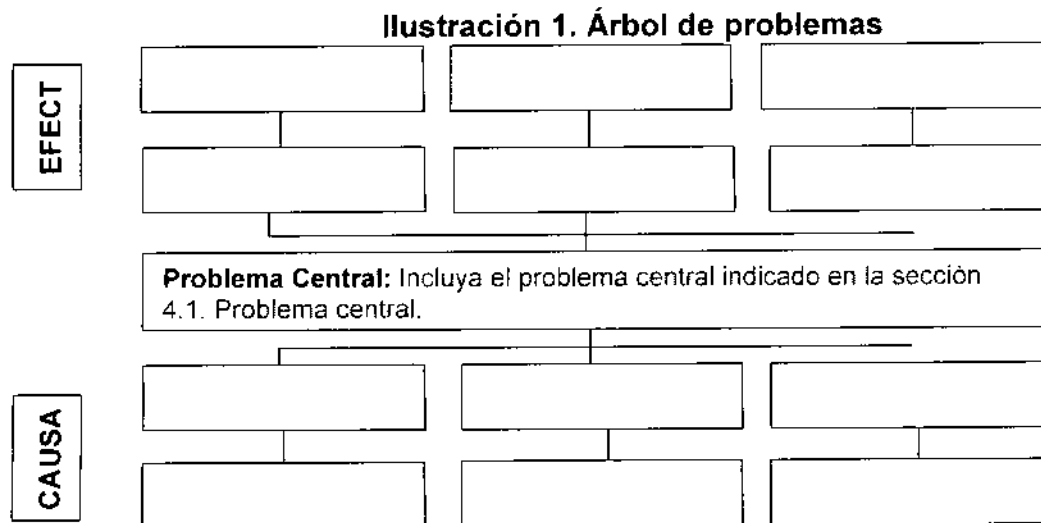 Ilustración 1. Árbol de problemas
EFECT
Problema Central: Incluya el problema central indicado en la sección
4.1. Problema central.
CAUSA